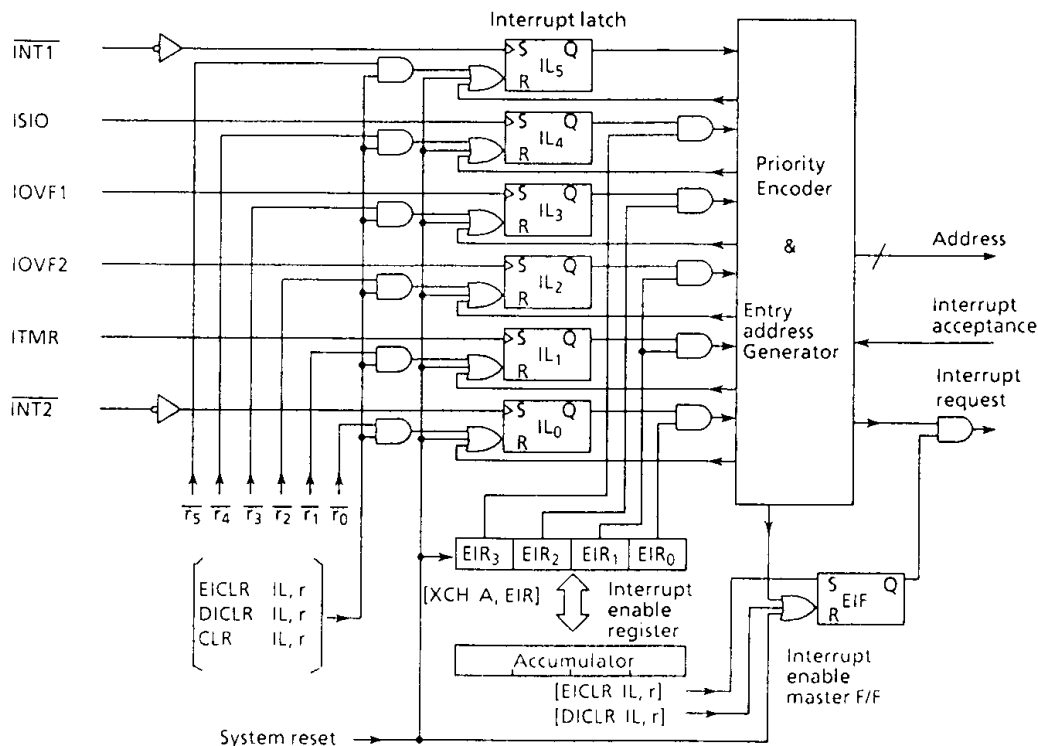 Interrupt latch
INT1
S Q
IL5
R
ISIO
S Q
IL4
R
IOVF1
S Q
IL3
R
IOVF2
S Q
IL2
R
ITMR
S Q
IL1
R
INT2
S Q
IL0
R
Priority
Encoder
&
Entry
address
Generator
Address
Interrupt
acceptance
Interrupt
request
r5 r4 r3 r2 r1 r0
EICLR IL, r
DICLR IL, r
CLR IL, r
EIR3 EIR2 EIR1 EIR0
[XCH A, EIR]
Interrupt
enable
register
Accumulator
[EICLR IL, r]
[DICLR IL, r]
S Q
EIF
R
Interrupt
enable
master F/F
System reset